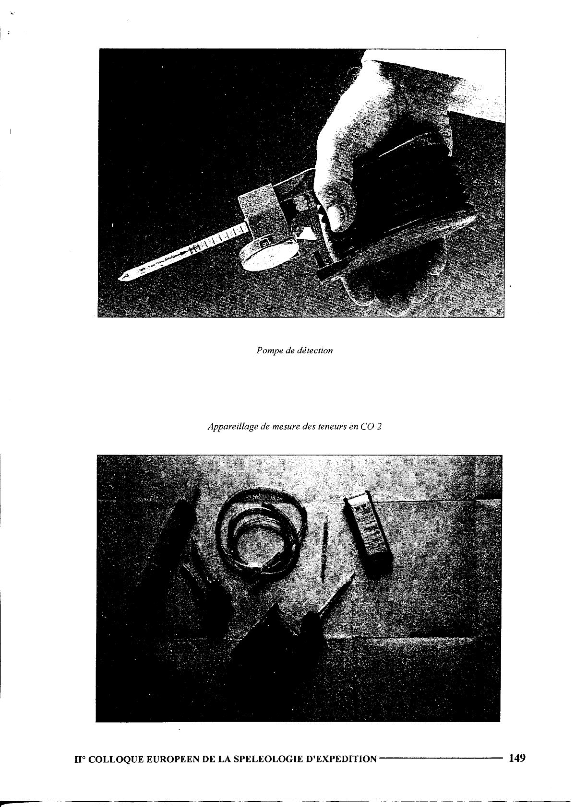 Pompe de détection
Appareillage de mesure des teneurs en CO 2
II° COLLOQUE EUROPEEN DE LA SPELEOLOGIE D'EXPEDITION 149